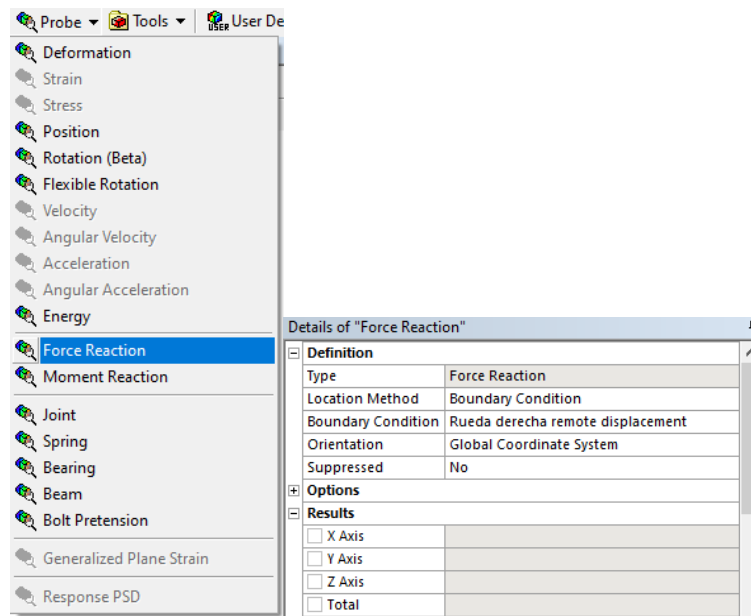 Probe Tools User De
Deformation
Strain
Stress
Position
Rotation (Beta)
Flexible Rotation
Velocity
Angular Velocity
Acceleration
Angular Acceleration
Energy
Force Reaction
Moment Reaction
Joint
Spring
Bearing
Beam
Bolt Pretension
Generalized Plane Strain
Response PSD
Details of "Force Reaction"
Definition
Type Force Reaction
Location Method Boundary Condition
Boundary Condition Rueda derecha remote displacement
Orientation Global Coordinate System
Suppressed No
Options
Results
X Axis
Y Axis
Z Axis
Total